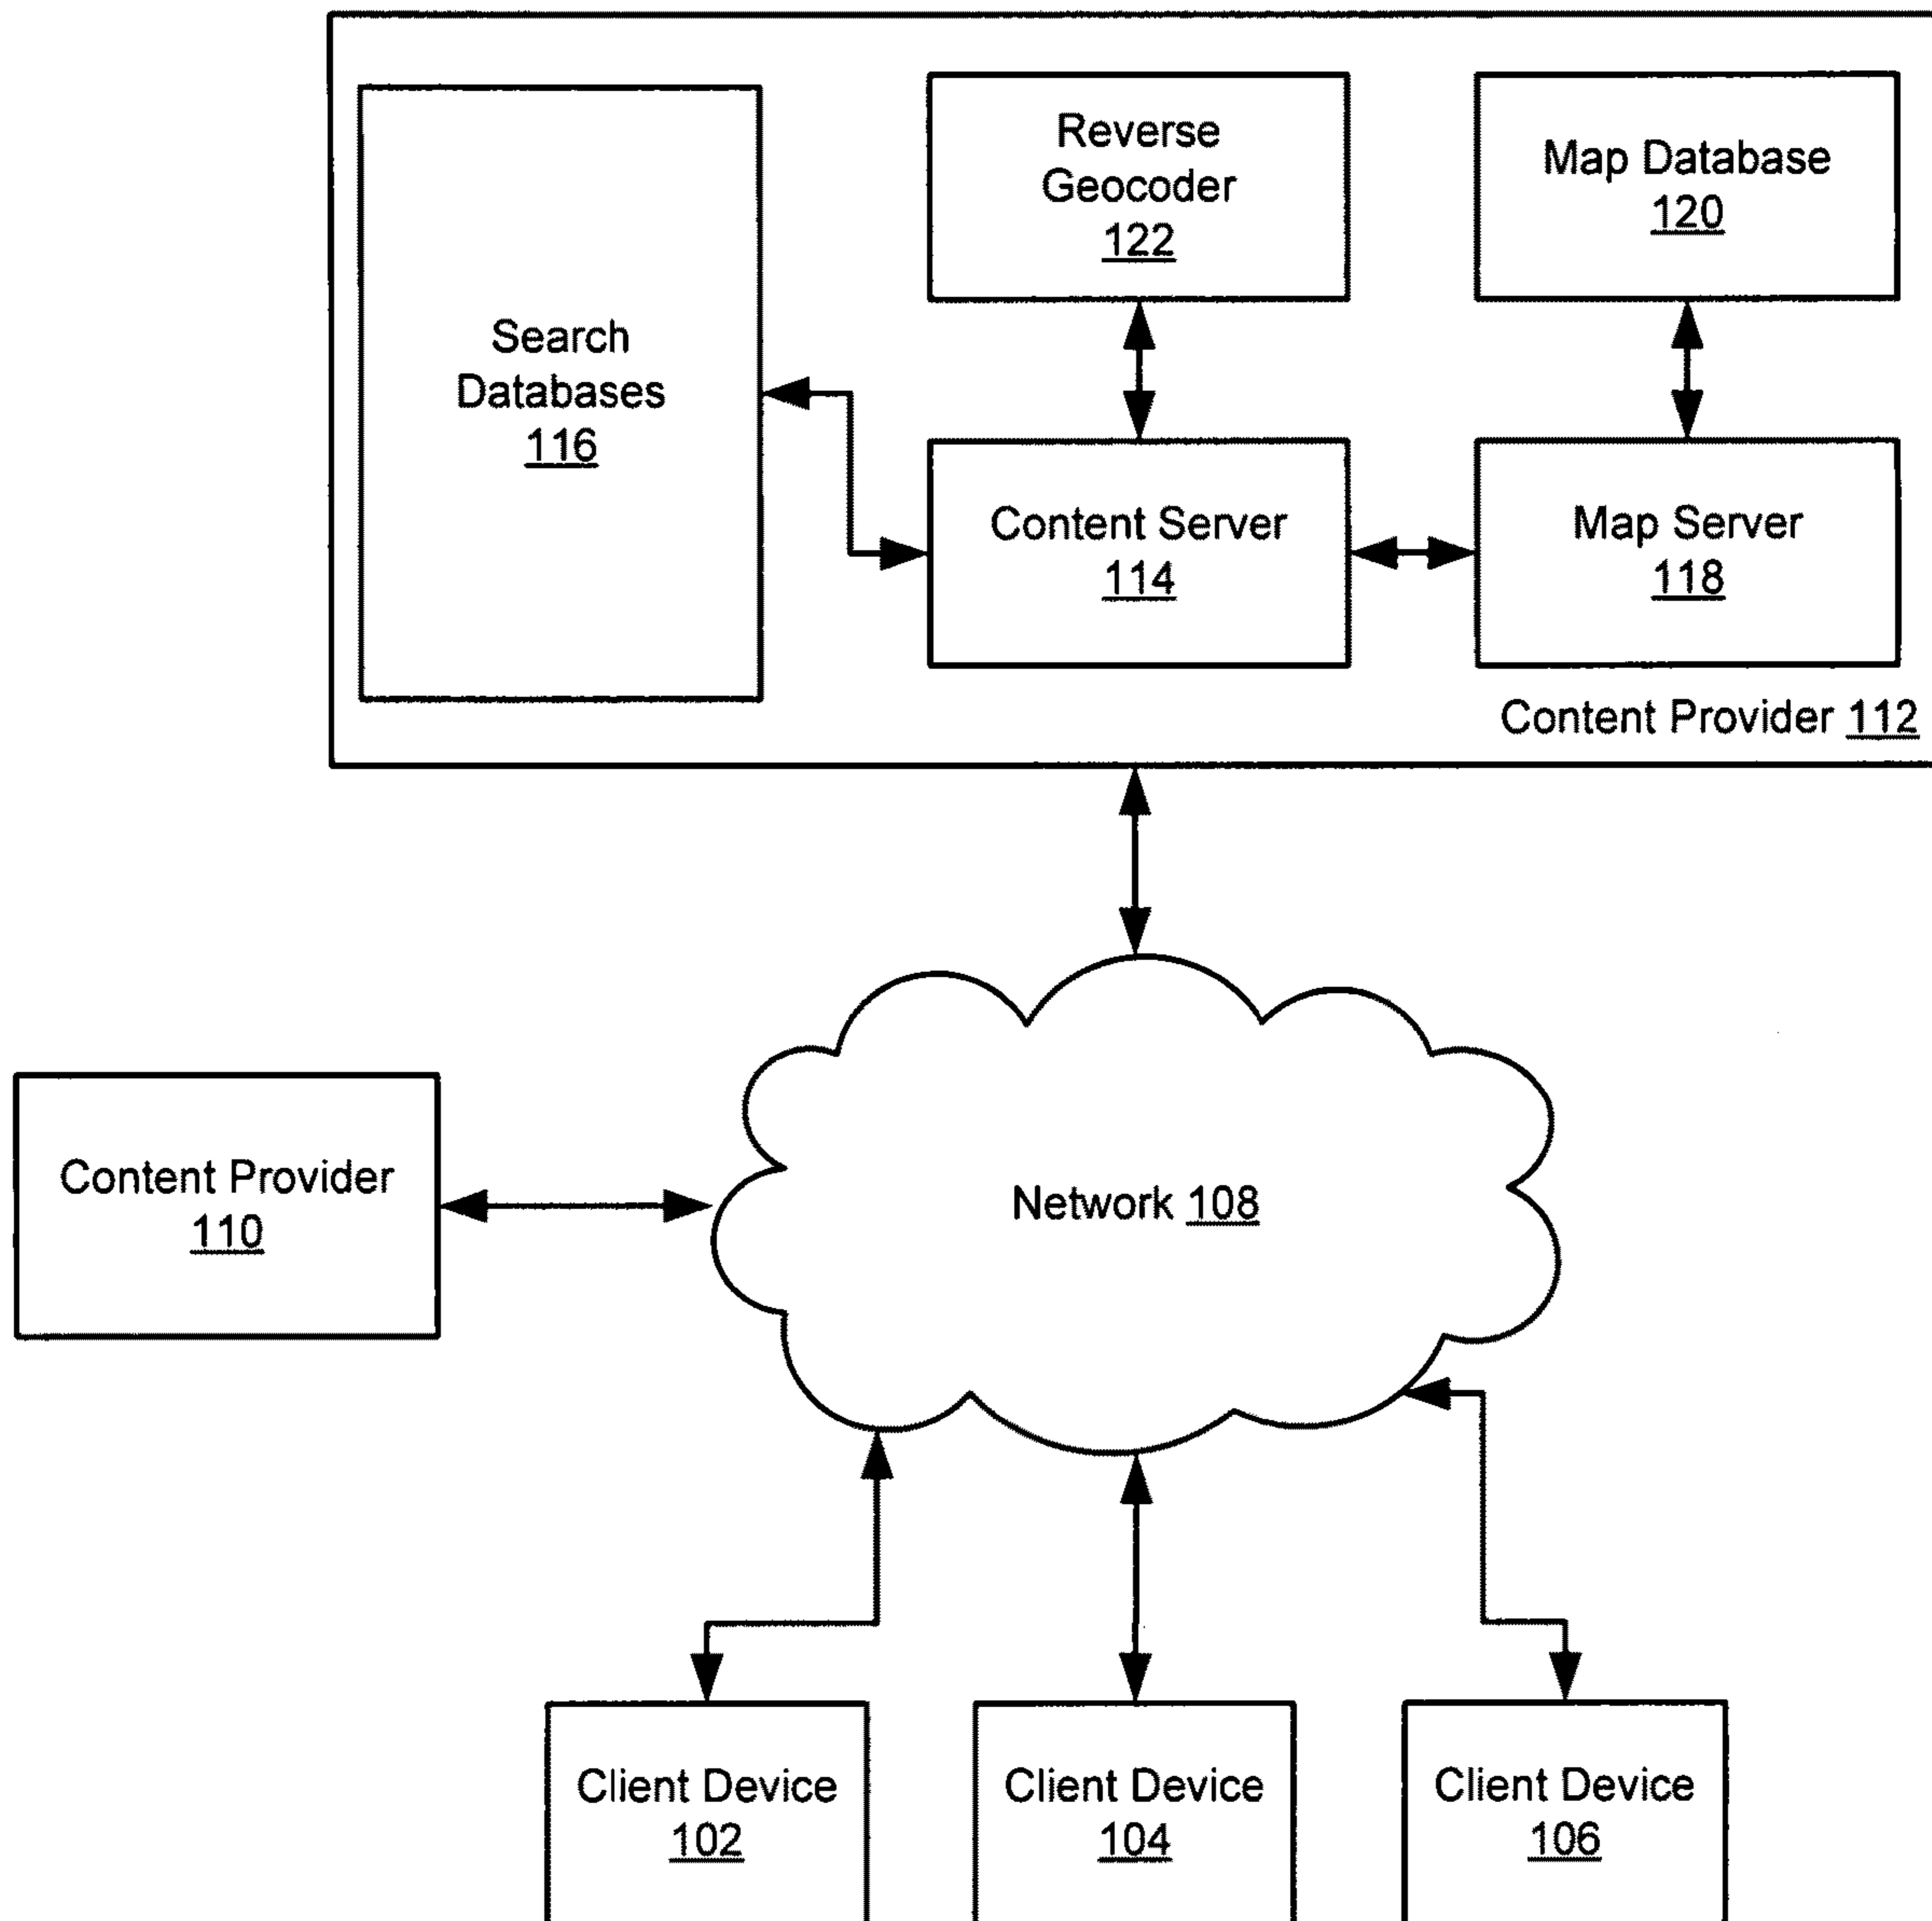 Reverse
Geocoder
122
Map Database
120
Search
Databases
116
Content Server
114
Map Server
118
Content Provider 112
Content Provider
110
Network 108
Client Device
102
Client Device
104
Client Device
106